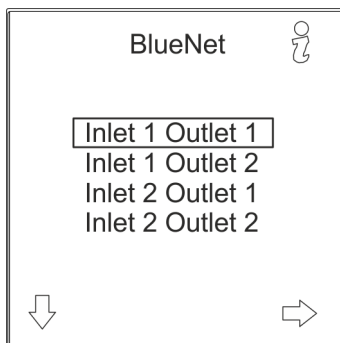 BlueNet
Inlet 1 Outlet 1
Inlet 1 Outlet 2
Inlet 2 Outlet 1
Inlet 2 Outlet 2